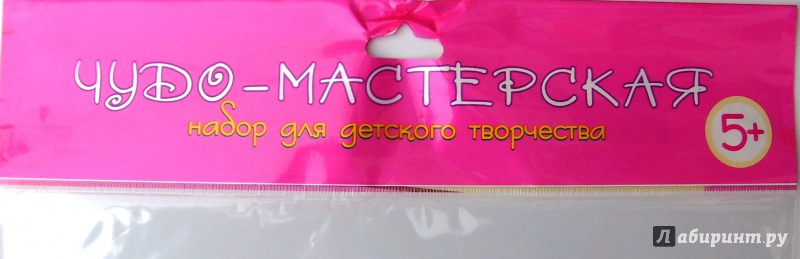 ЧУДО-МАСТЕРСКАЯ
набор для детского творчества
5+
Лабиринт.ру